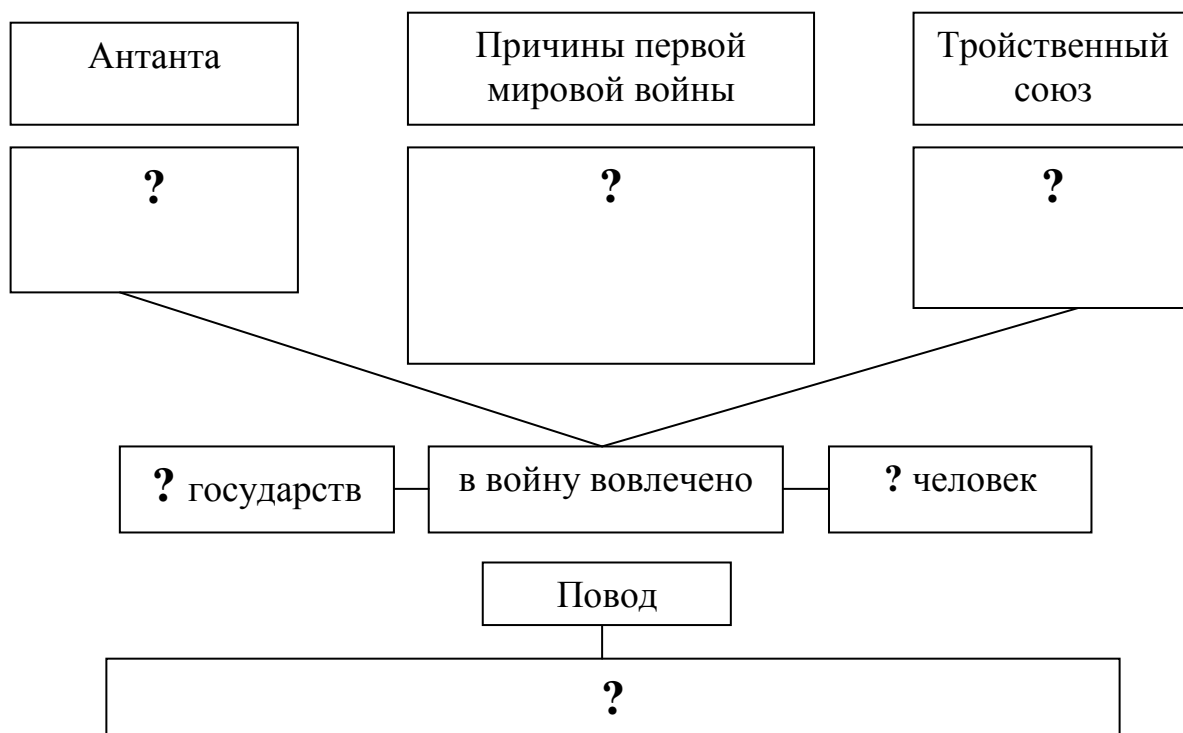 Антанта
Причины первой
мировой войны
Тройственный
союз
?
?
?
? государств
в войну вовлечено
? человек
Повод
?